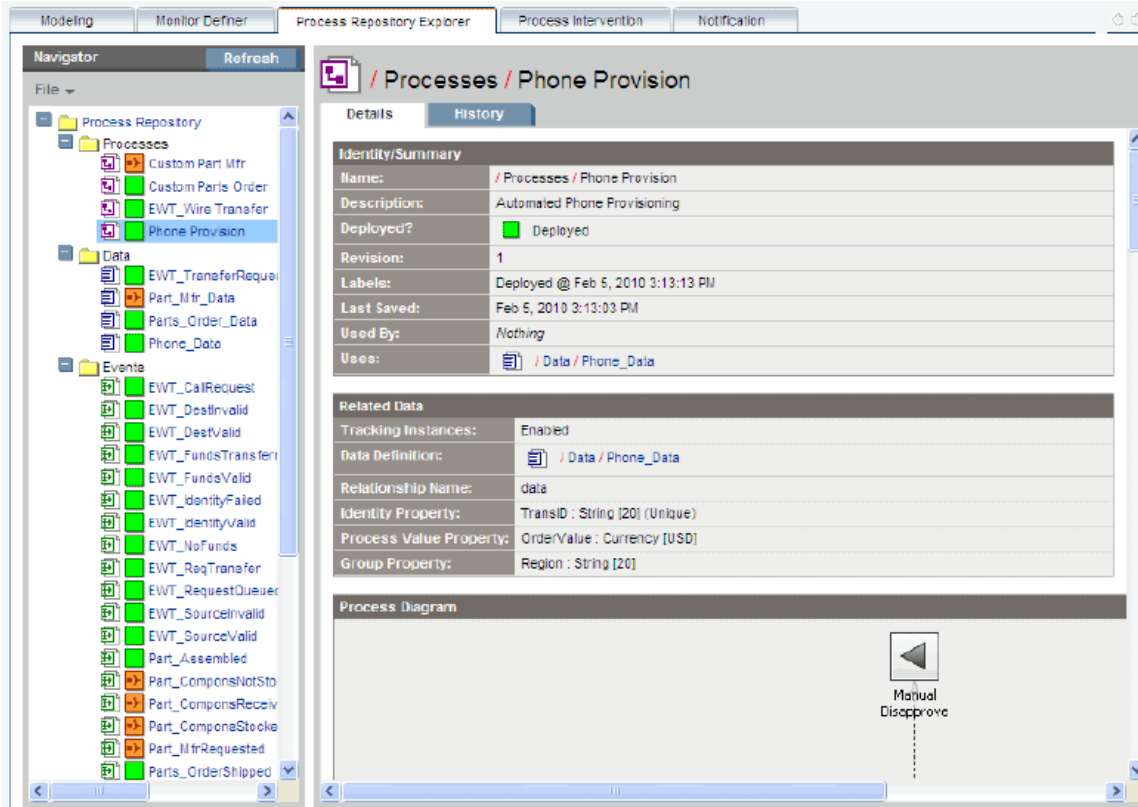 Modeling Monitor Definer Process Repository Explorer Process Intervention Notification
Navigator Refresh
File
Process Repository
Processes
Custom Part Mfr
Custom Parts Order
EWT_Wire Transfer
Phone Provision
Data
EWT_TransferReques
Part_Mfr_Data
Parts_Order_Data
Phone_Data
Events
EWT_CallRequest
EWT_DestInvalid
EWT_DestValid
EWT_FundsTransferr
EWT_FundsValid
EWT_IdentityFailed
EWT_IdentityValid
EWT_NoFunds
EWT_ReqTransfer
EWT_RequestQueued
EWT_SourceInvalid
EWT_SourceValid
Part_Assembled
Part_ComponsNotSto
Part_ComponsReceiv
Part_ComponsStocke
Part_MfrRequested
Parts_OrderShipped
/ Processes / Phone Provision
Details History
Identity/Summary
Name: / Processes / Phone Provision
Description: Automated Phone Provisioning
Deployed? Deployed
Revision: 1
Labels: Deployed @ Feb 5, 2010 3:13:13 PM
Last Saved: Feb 5, 2010 3:13:03 PM
Used By: Nothing
Uses: / Data / Phone_Data
Related Data
Tracking Instances: Enabled
Data Definition: / Data / Phone_Data
Relationship Name: data
Identity Property: TransID : String [20] (Unique)
Process Value Property: OrderValue : Currency [USD]
Group Property: Region : String [20]
Process Diagram
Manual
Disapprove